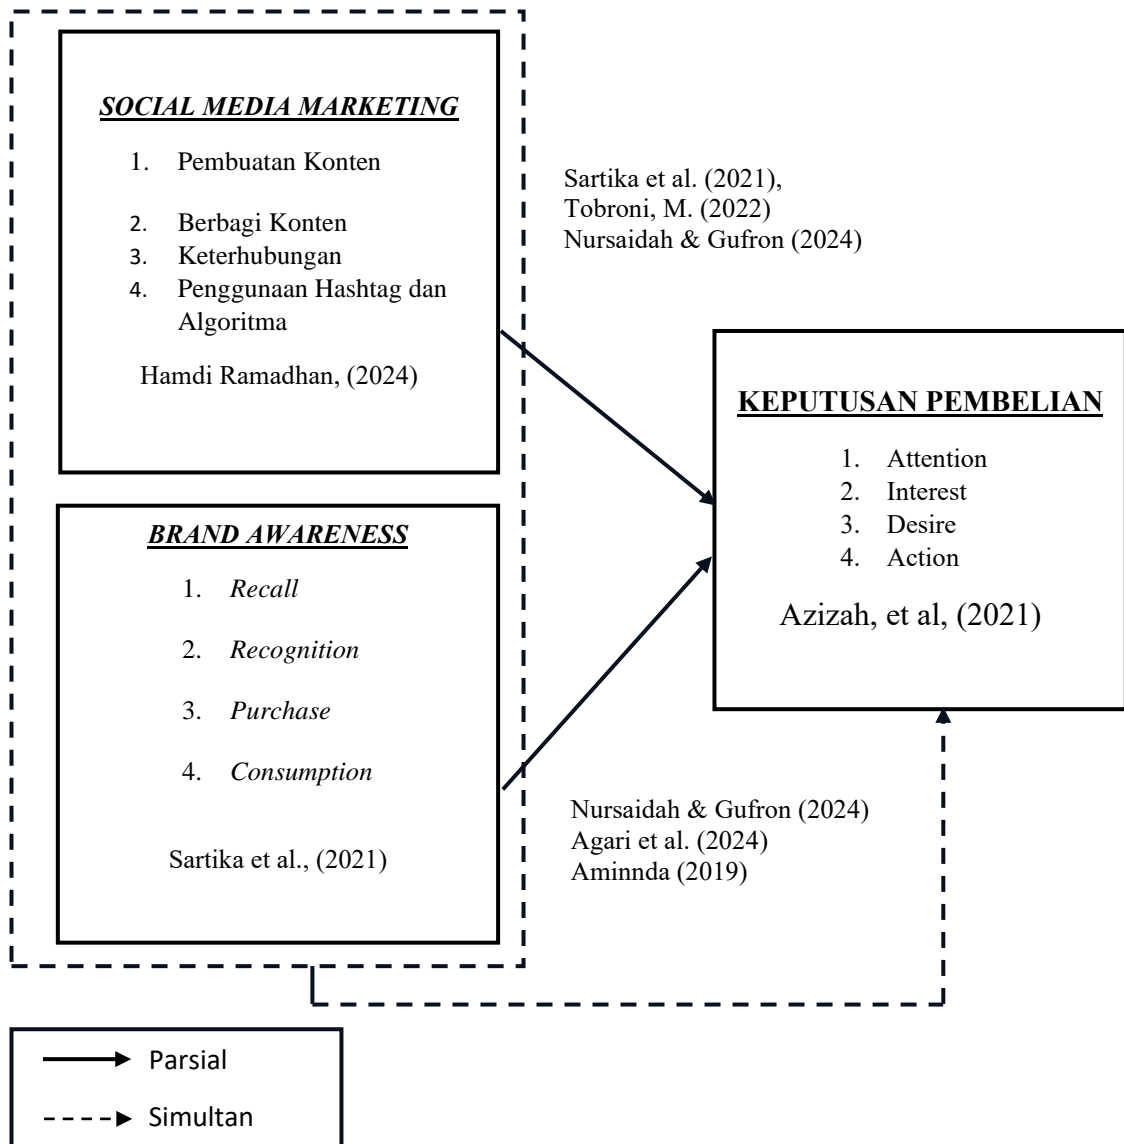 SOCIAL MEDIA MARKETING
1. Pembuatan Konten
2. Berbagi Konten
3. Keterhubungan
4. Penggunaan Hashtag dan
Algoritma
Hamdi Ramadhan, (2024)
Sartika et al. (2021),
Tobroni, M. (2022)
Nursaidah & Gufron (2024)
KEPUTUSAN PEMBELIAN
1. Attention
2. Interest
3. Desire
4. Action
Azizah, et al, (2021)
BRAND AWARENESS
1. Recall
2. Recognition
3. Purchase
4. Consumption
Sartika et al., (2021)
Nursaidah & Gufron (2024)
Agari et al. (2024)
Aminnda (2019)
Parsial
Simultan